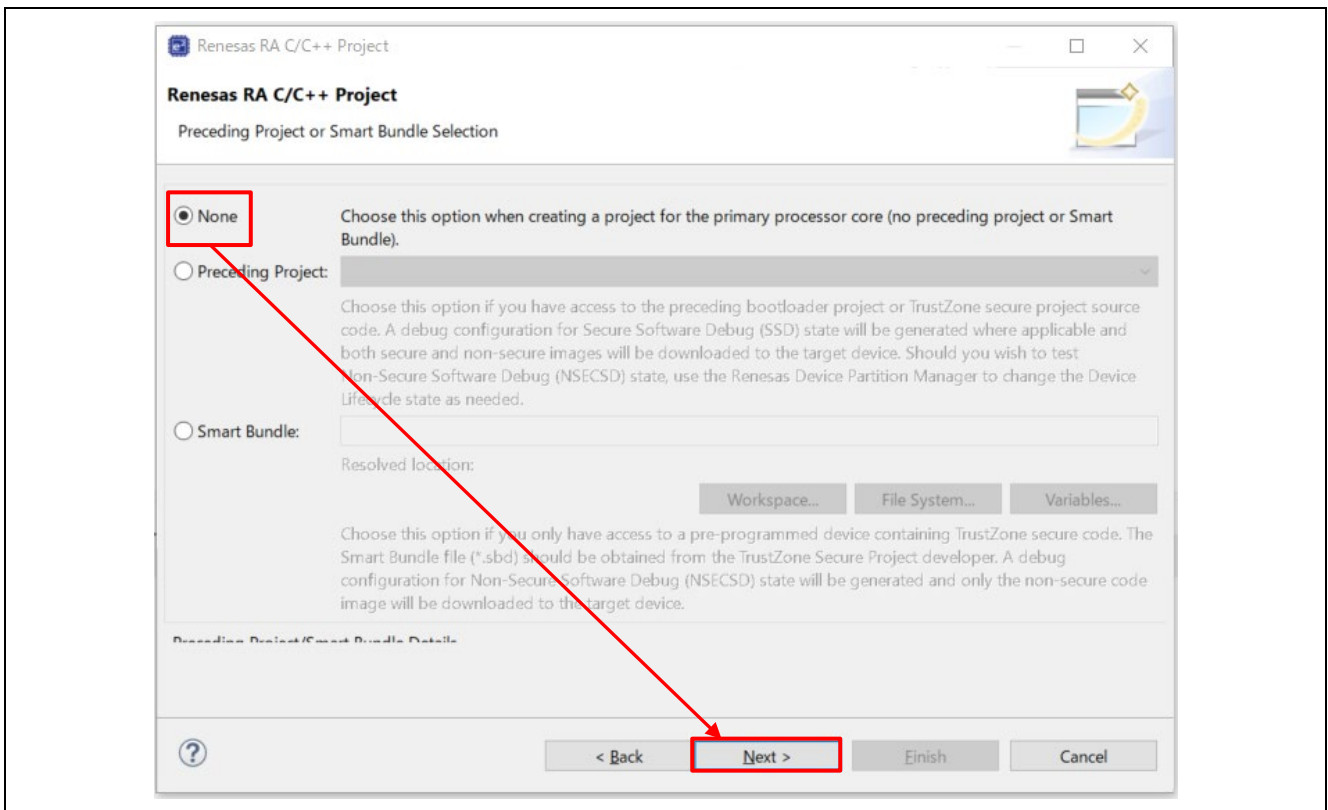 Renesas RA C/C++ Project
Renesas RA C/C++ Project
Preceding Project or Smart Bundle Selection
None
Choose this option when creating a project for the primary processor core (no preceding project or Smart
Bundle).
Preceding Project:
Choose this option if you have access to the preceding bootloader project or TrustZone secure project source
code. A debug configuration for Secure Software Debug (SSD) state will be generated where applicable and
both secure and non-secure images will be downloaded to the target device. Should you wish to test
Non-Secure Software Debug (NSECSD) state, use the Renesas Device Partition Manager to change the Device
Lifecycle state as needed.
Smart Bundle:
Resolved location:
Workspace... File System... Variables...
Choose this option if you only have access to a pre-programmed device containing TrustZone secure code. The
Smart Bundle file (*.sbd) should be obtained from the TrustZone Secure Project developer. A debug
configuration for Non-Secure Software Debug (NSECSD) state will be generated and only the non-secure code
image will be downloaded to the target device.
Preceding Project/Smart Bundle Details
< Back Next > Finish Cancel